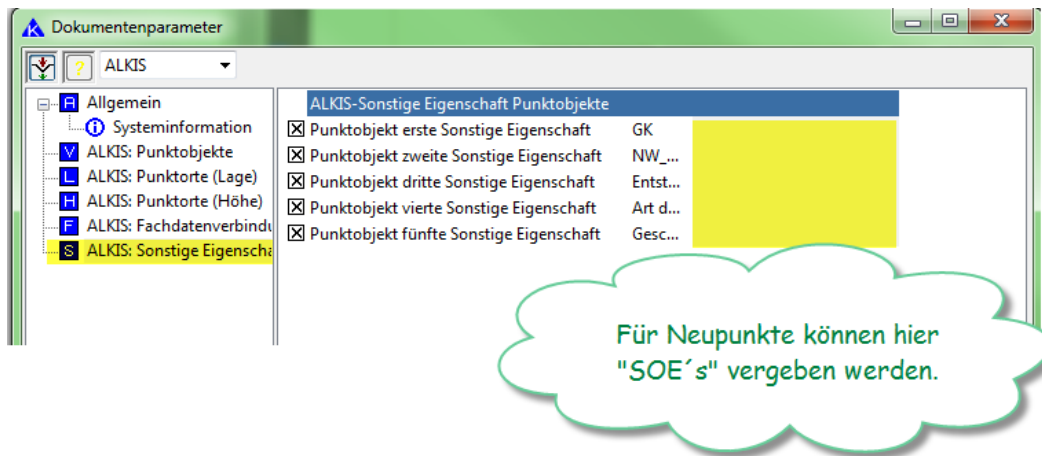 Dokumentenparameter
ALKIS
Allgemein
Systeminformation
ALKIS: Punktobjekte
ALKIS: Punktorte (Lage)
ALKIS: Punktorte (Höhe)
ALKIS: Fachdatenverbindu
ALKIS: Sonstige Eigenscha
ALKIS-Sonstige Eigenschaft Punktobjekte
Punktobjekt erste Sonstige Eigenschaft GK
Punktobjekt zweite Sonstige Eigenschaft NW_...
Punktobjekt dritte Sonstige Eigenschaft Entst...
Punktobjekt vierte Sonstige Eigenschaft Art d...
Punktobjekt fünfte Sonstige Eigenschaft Gesc...
Für Neupunkte können hier
"SOE´s" vergeben werden.